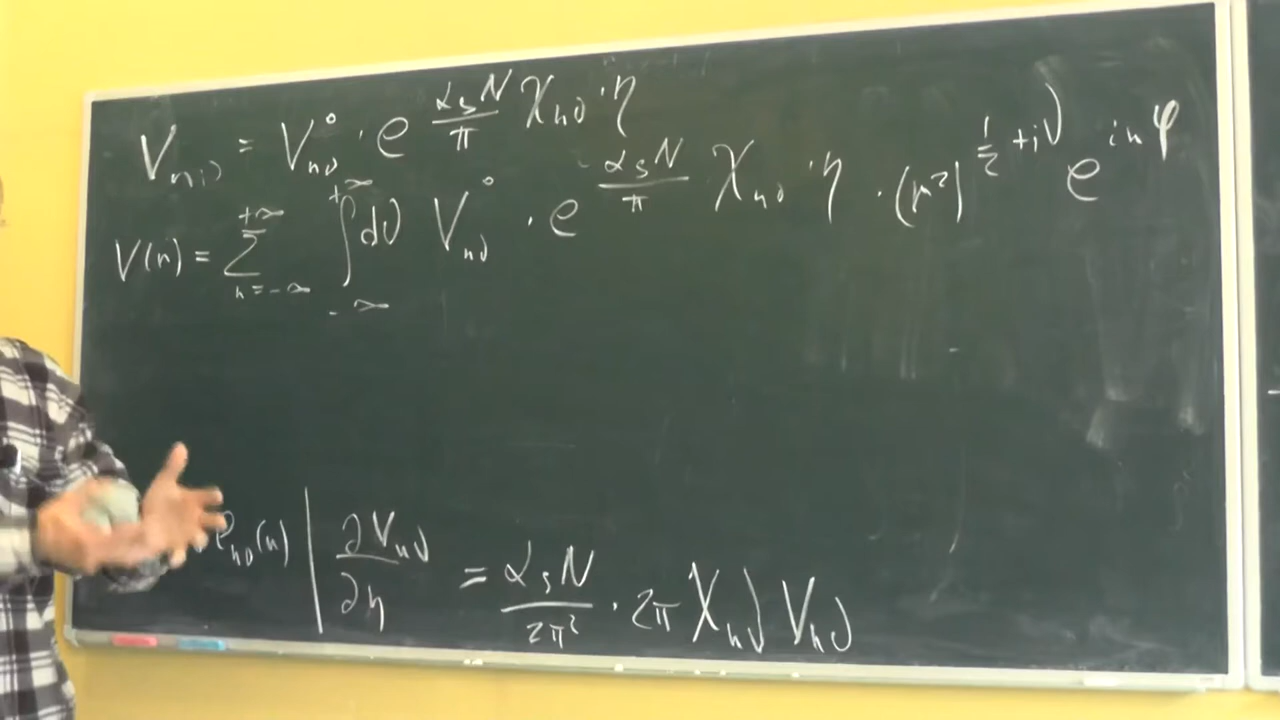 V_{nν} = V°_{nν} · e^{α_s N / π χ_{nν} · η}
V(r) = Σ_{n=-∞}^{+∞} ∫_{-∞}^{+∞} dν V°_{nν} · e^{α_s N / π χ_{nν} · η} · (r²)^{1/2 + iν} e^{inφ}
_{nν}(r) | ∂V_{nν} / ∂η = α_s N / 2π² · 2π χ_{nν} V_{nν}